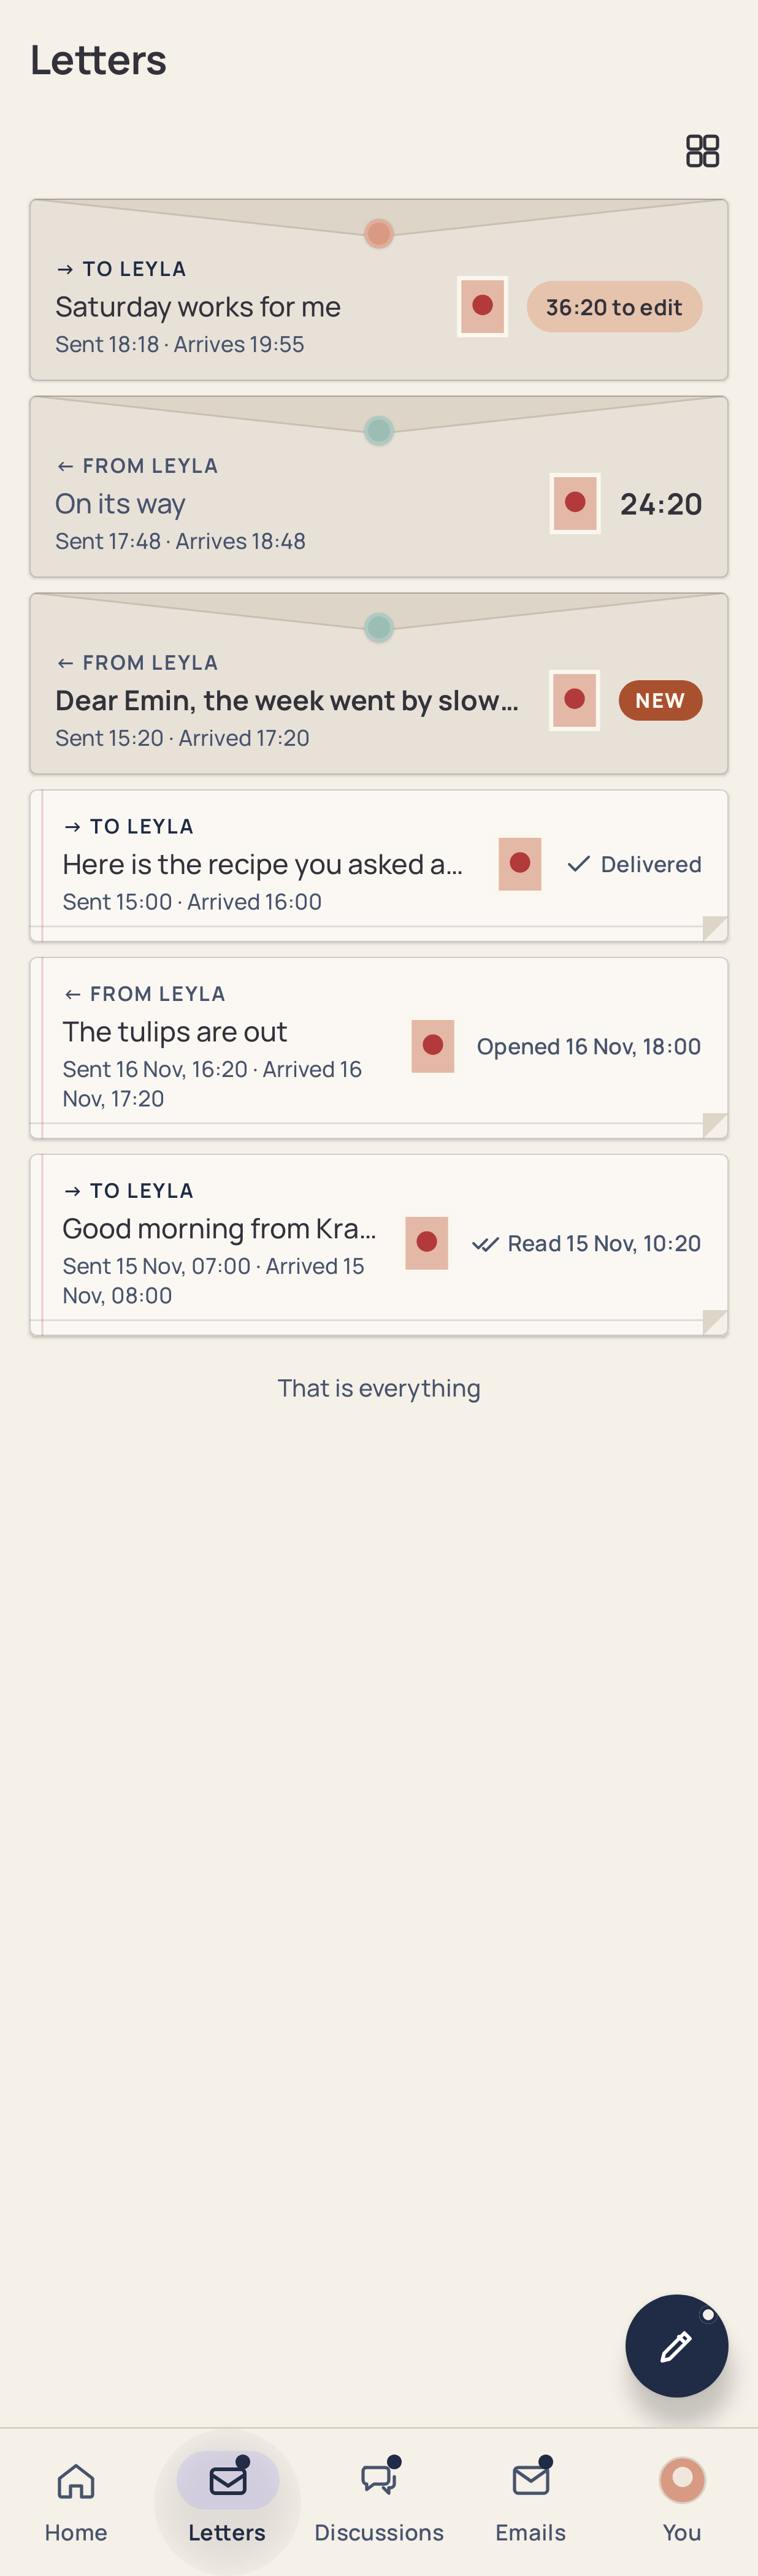 Letters
→ TO LEYLA
Saturday works for me
Sent 18:18 · Arrives 19:55
36:20 to edit
← FROM LEYLA
On its way
Sent 17:48 · Arrives 18:48
24:20
← FROM LEYLA
Dear Emin, the week went by slow…
Sent 15:20 · Arrived 17:20
NEW
→ TO LEYLA
Here is the recipe you asked a…
Sent 15:00 · Arrived 16:00
Delivered
← FROM LEYLA
The tulips are out
Sent 16 Nov, 16:20 · Arrived 16
Nov, 17:20
Opened 16 Nov, 18:00
→ TO LEYLA
Good morning from Kra…
Sent 15 Nov, 07:00 · Arrived 15
Nov, 08:00
Read 15 Nov, 10:20
That is everything
Home
Letters
Discussions
Emails
You